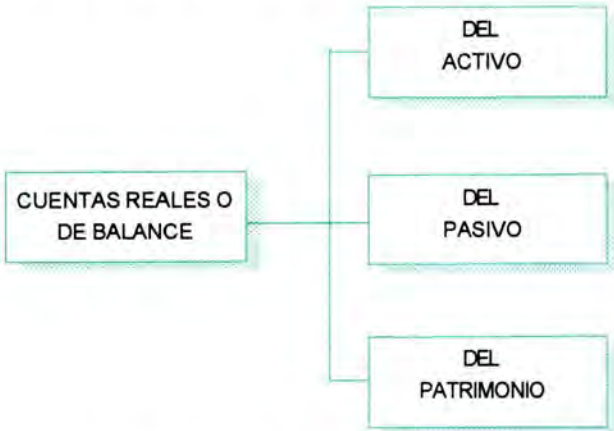 DEL
ACTIVO
CUENTAS REALES O
DE BALANCE
DEL
PASIVO
DEL
PATRIMONIO